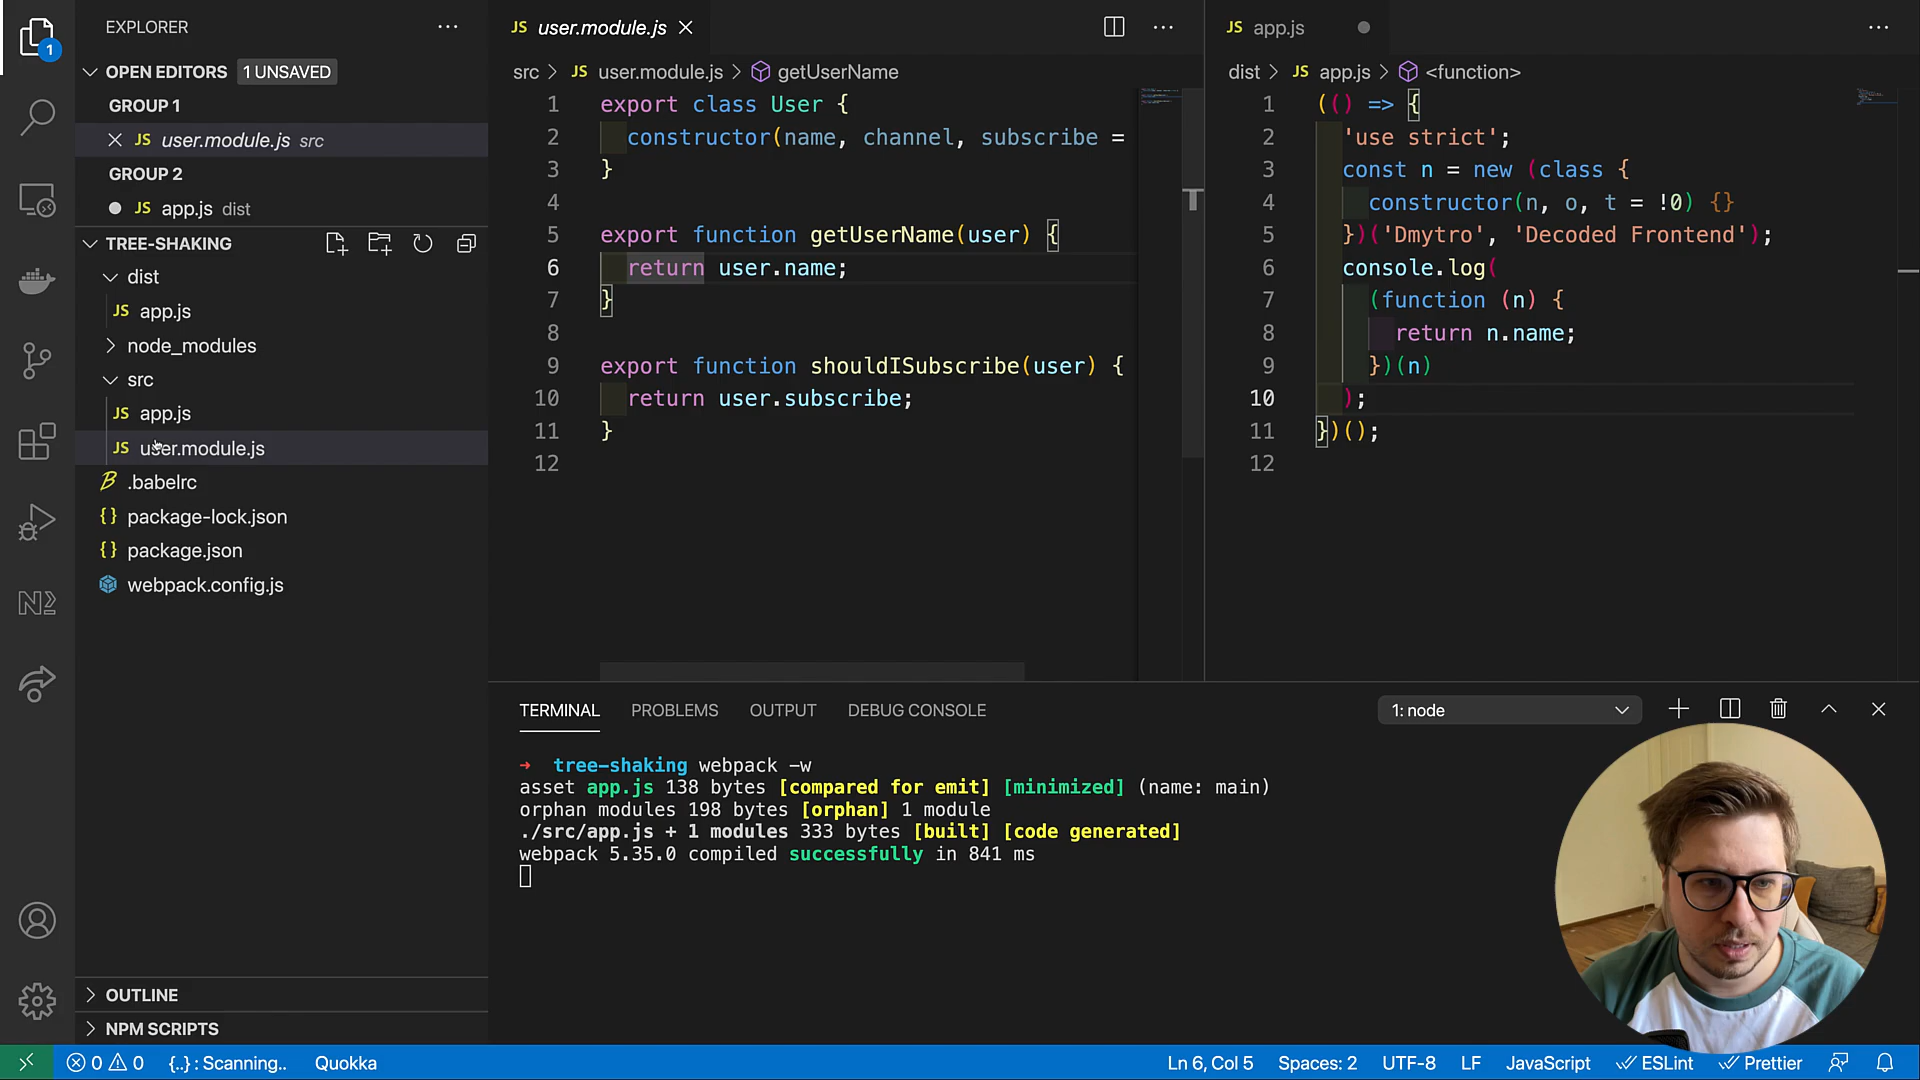 EXPLORER
OPEN EDITORS 1 UNSAVED
GROUP 1
JS user.module.js src
GROUP 2
JS app.js dist
TREE-SHAKING
dist
JS app.js
node_modules
src
JS app.js
JS user.module.js
.babelrc
{} package-lock.json
{} package.json
webpack.config.js
OUTLINE
NPM SCRIPTS
JS user.module.js
src > JS user.module.js > getUserName
1 export class User {
2 constructor(name, channel, subscribe =
3 }
4
5 export function getUserName(user) {
6 return user.name;
7 }
8
9 export function shouldISubscribe(user) {
10 return user.subscribe;
11 }
12
JS app.js
dist > JS app.js > <function>
1 (() => {
2 'use strict';
3 const n = new (class {
4 constructor(n, o, t = !0) {}
5 })('Dmytro', 'Decoded Frontend');
6 console.log(
7 (function (n) {
8 return n.name;
9 })(n)
10 );
11 })();
12
TERMINAL PROBLEMS OUTPUT DEBUG CONSOLE 1: node
➜ tree-shaking webpack -w
asset app.js 138 bytes [compared for emit] [minimized] (name: main)
orphan modules 198 bytes [orphan] 1 module
./src/app.js + 1 modules 333 bytes [built] [code generated]
webpack 5.35.0 compiled successfully in 841 ms
0 0 {..} : Scanning.. Quokka Ln 6, Col 5 Spaces: 2 UTF-8 LF JavaScript ESLint Prettier